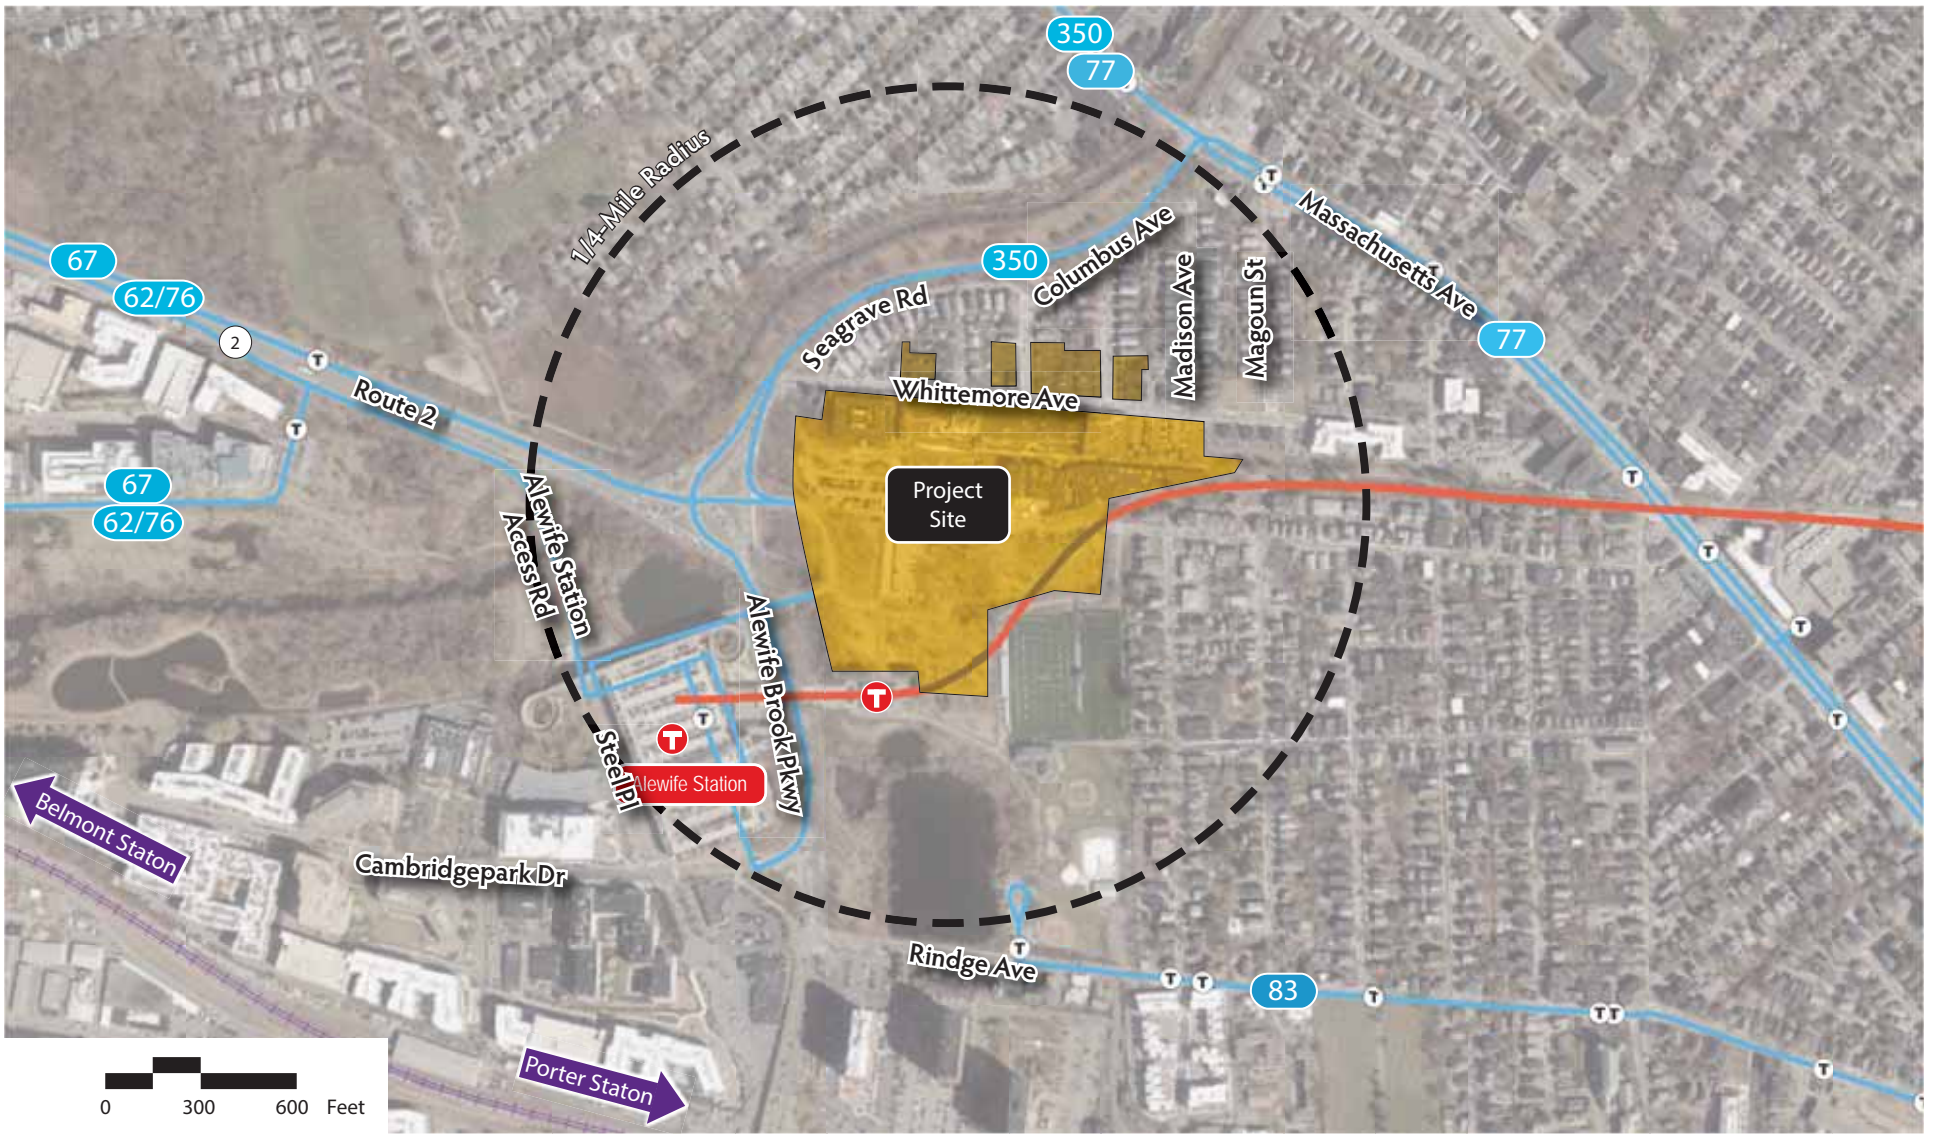 350
77
1/4-Mile Radius
T
T
Massachusetts Ave
67
62/76
350
Columbus Ave
Madison Ave
Magoun St
T
2
T
Seagrave Rd
77
Route 2
Whittemore Ave
T
67
62/76
Project
Site
T
Alewife Station
Access Rd
T
Alewife Brook Pkwy
T
T
T
T
T
Steel Pl
Alewife Station
Belmont Staton
Cambridgepark Dr
Rindge Ave
T
T
T
83
T
T
T
T
Porter Staton
0 300 600 Feet